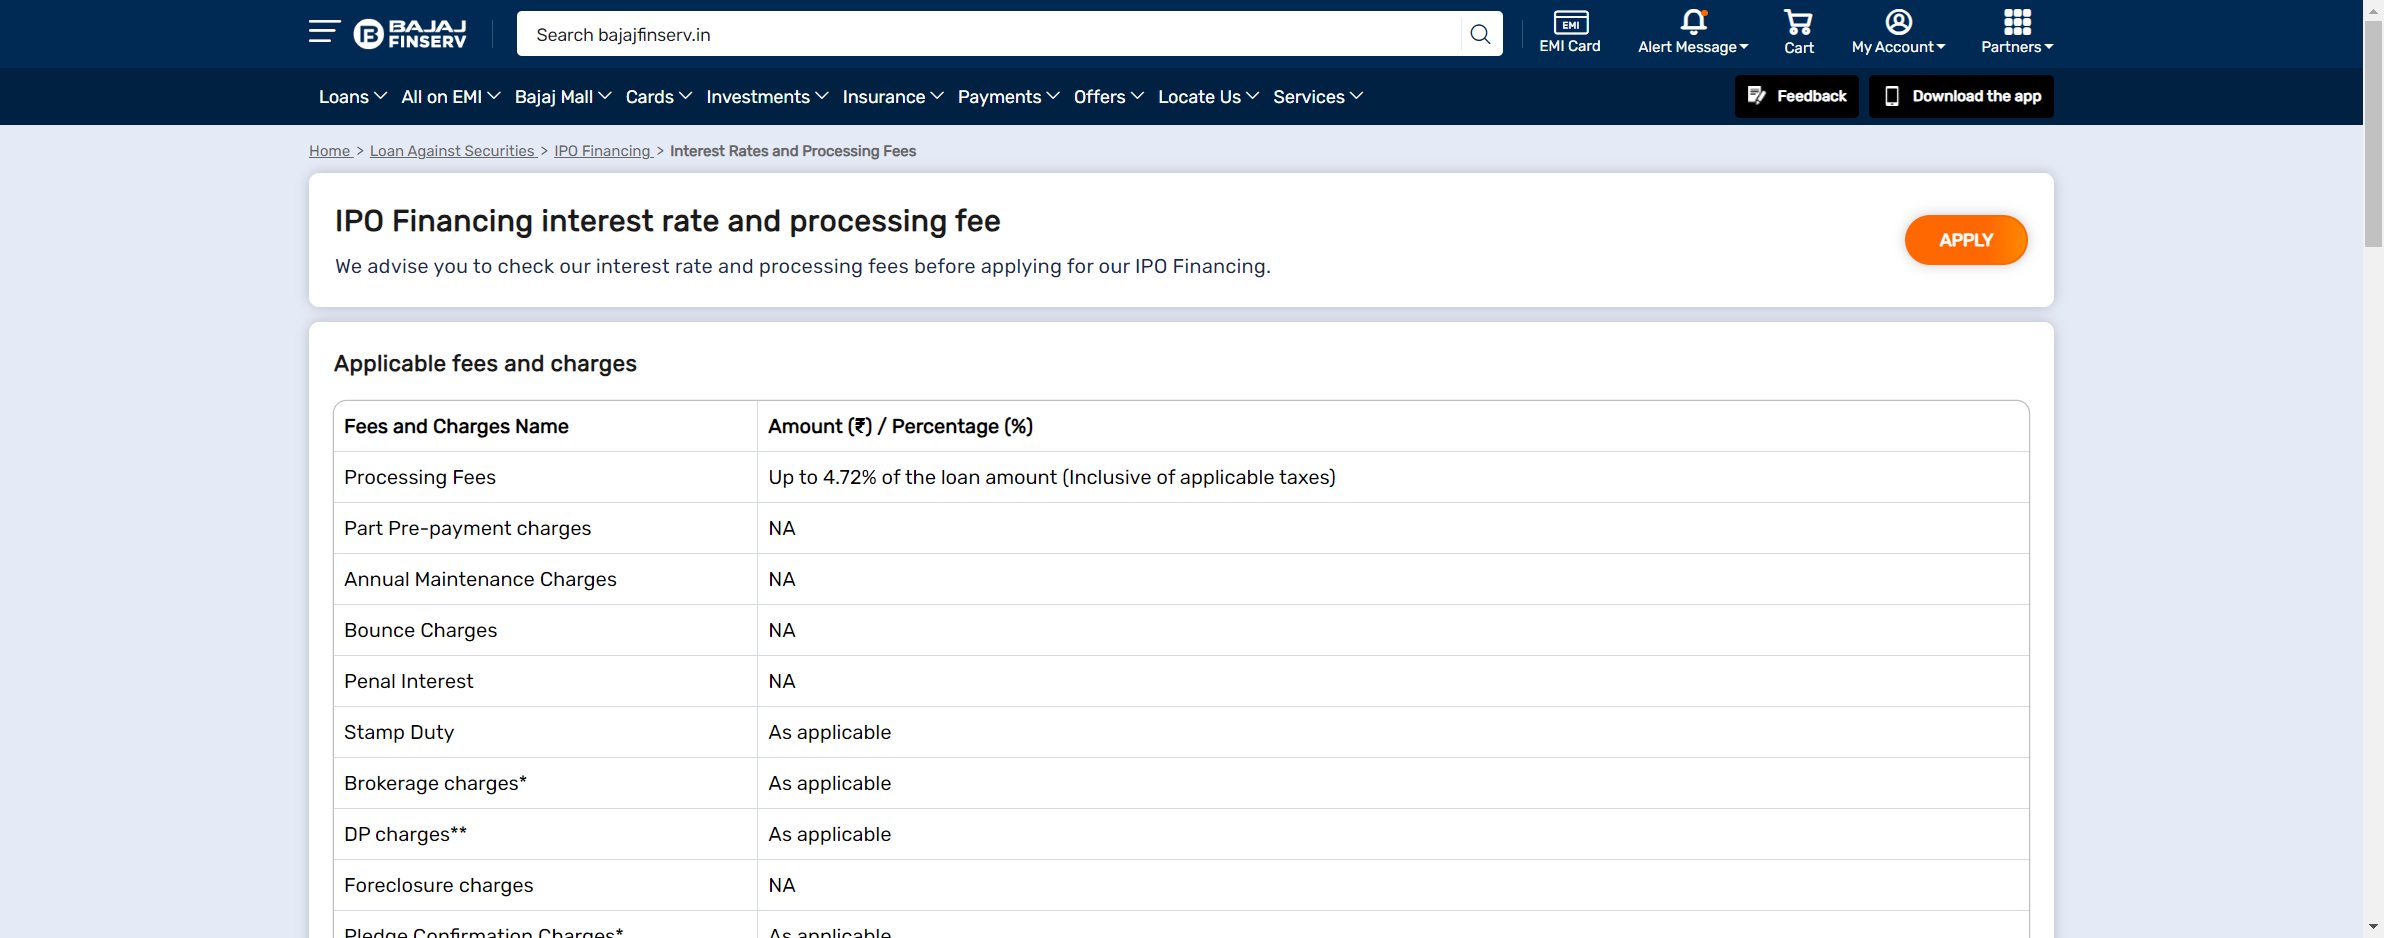 BAJAJ
FINSERV
Search bajajfinserv.in
EMI
EMI Card
Alert Message
Cart
My Account
Partners
Loans All on EMI Bajaj Mall Cards Investments Insurance Payments Offers Locate Us Services
Feedback
Download the app
Home > Loan Against Securities > IPO Financing > Interest Rates and Processing Fees
IPO Financing interest rate and processing fee
We advise you to check our interest rate and processing fees before applying for our IPO Financing.
APPLY
Applicable fees and charges
Fees and Charges Name Amount (₹) / Percentage (%)
Processing Fees Up to 4.72% of the loan amount (Inclusive of applicable taxes)
Part Pre-payment charges NA
Annual Maintenance Charges NA
Bounce Charges NA
Penal Interest NA
Stamp Duty As applicable
Brokerage charges* As applicable
DP charges** As applicable
Foreclosure charges NA
Pledge Confirmation Charges* As applicable